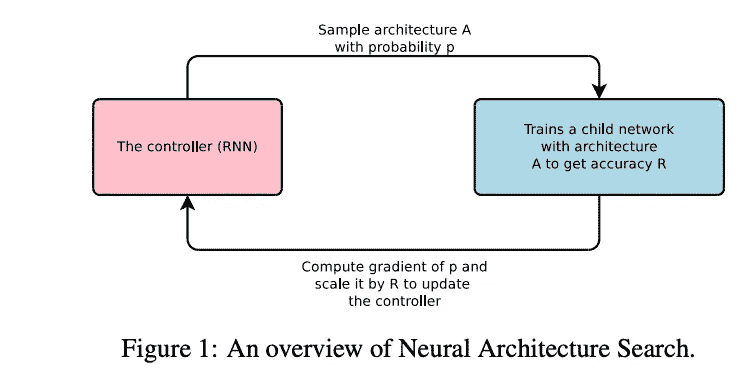 Sample architecture A
with probability p
The controller (RNN)
Trains a child network
with architecture
A to get accuracy R
Compute gradient of p and
scale it by R to update
the controller
Figure 1: An overview of Neural Architecture Search.